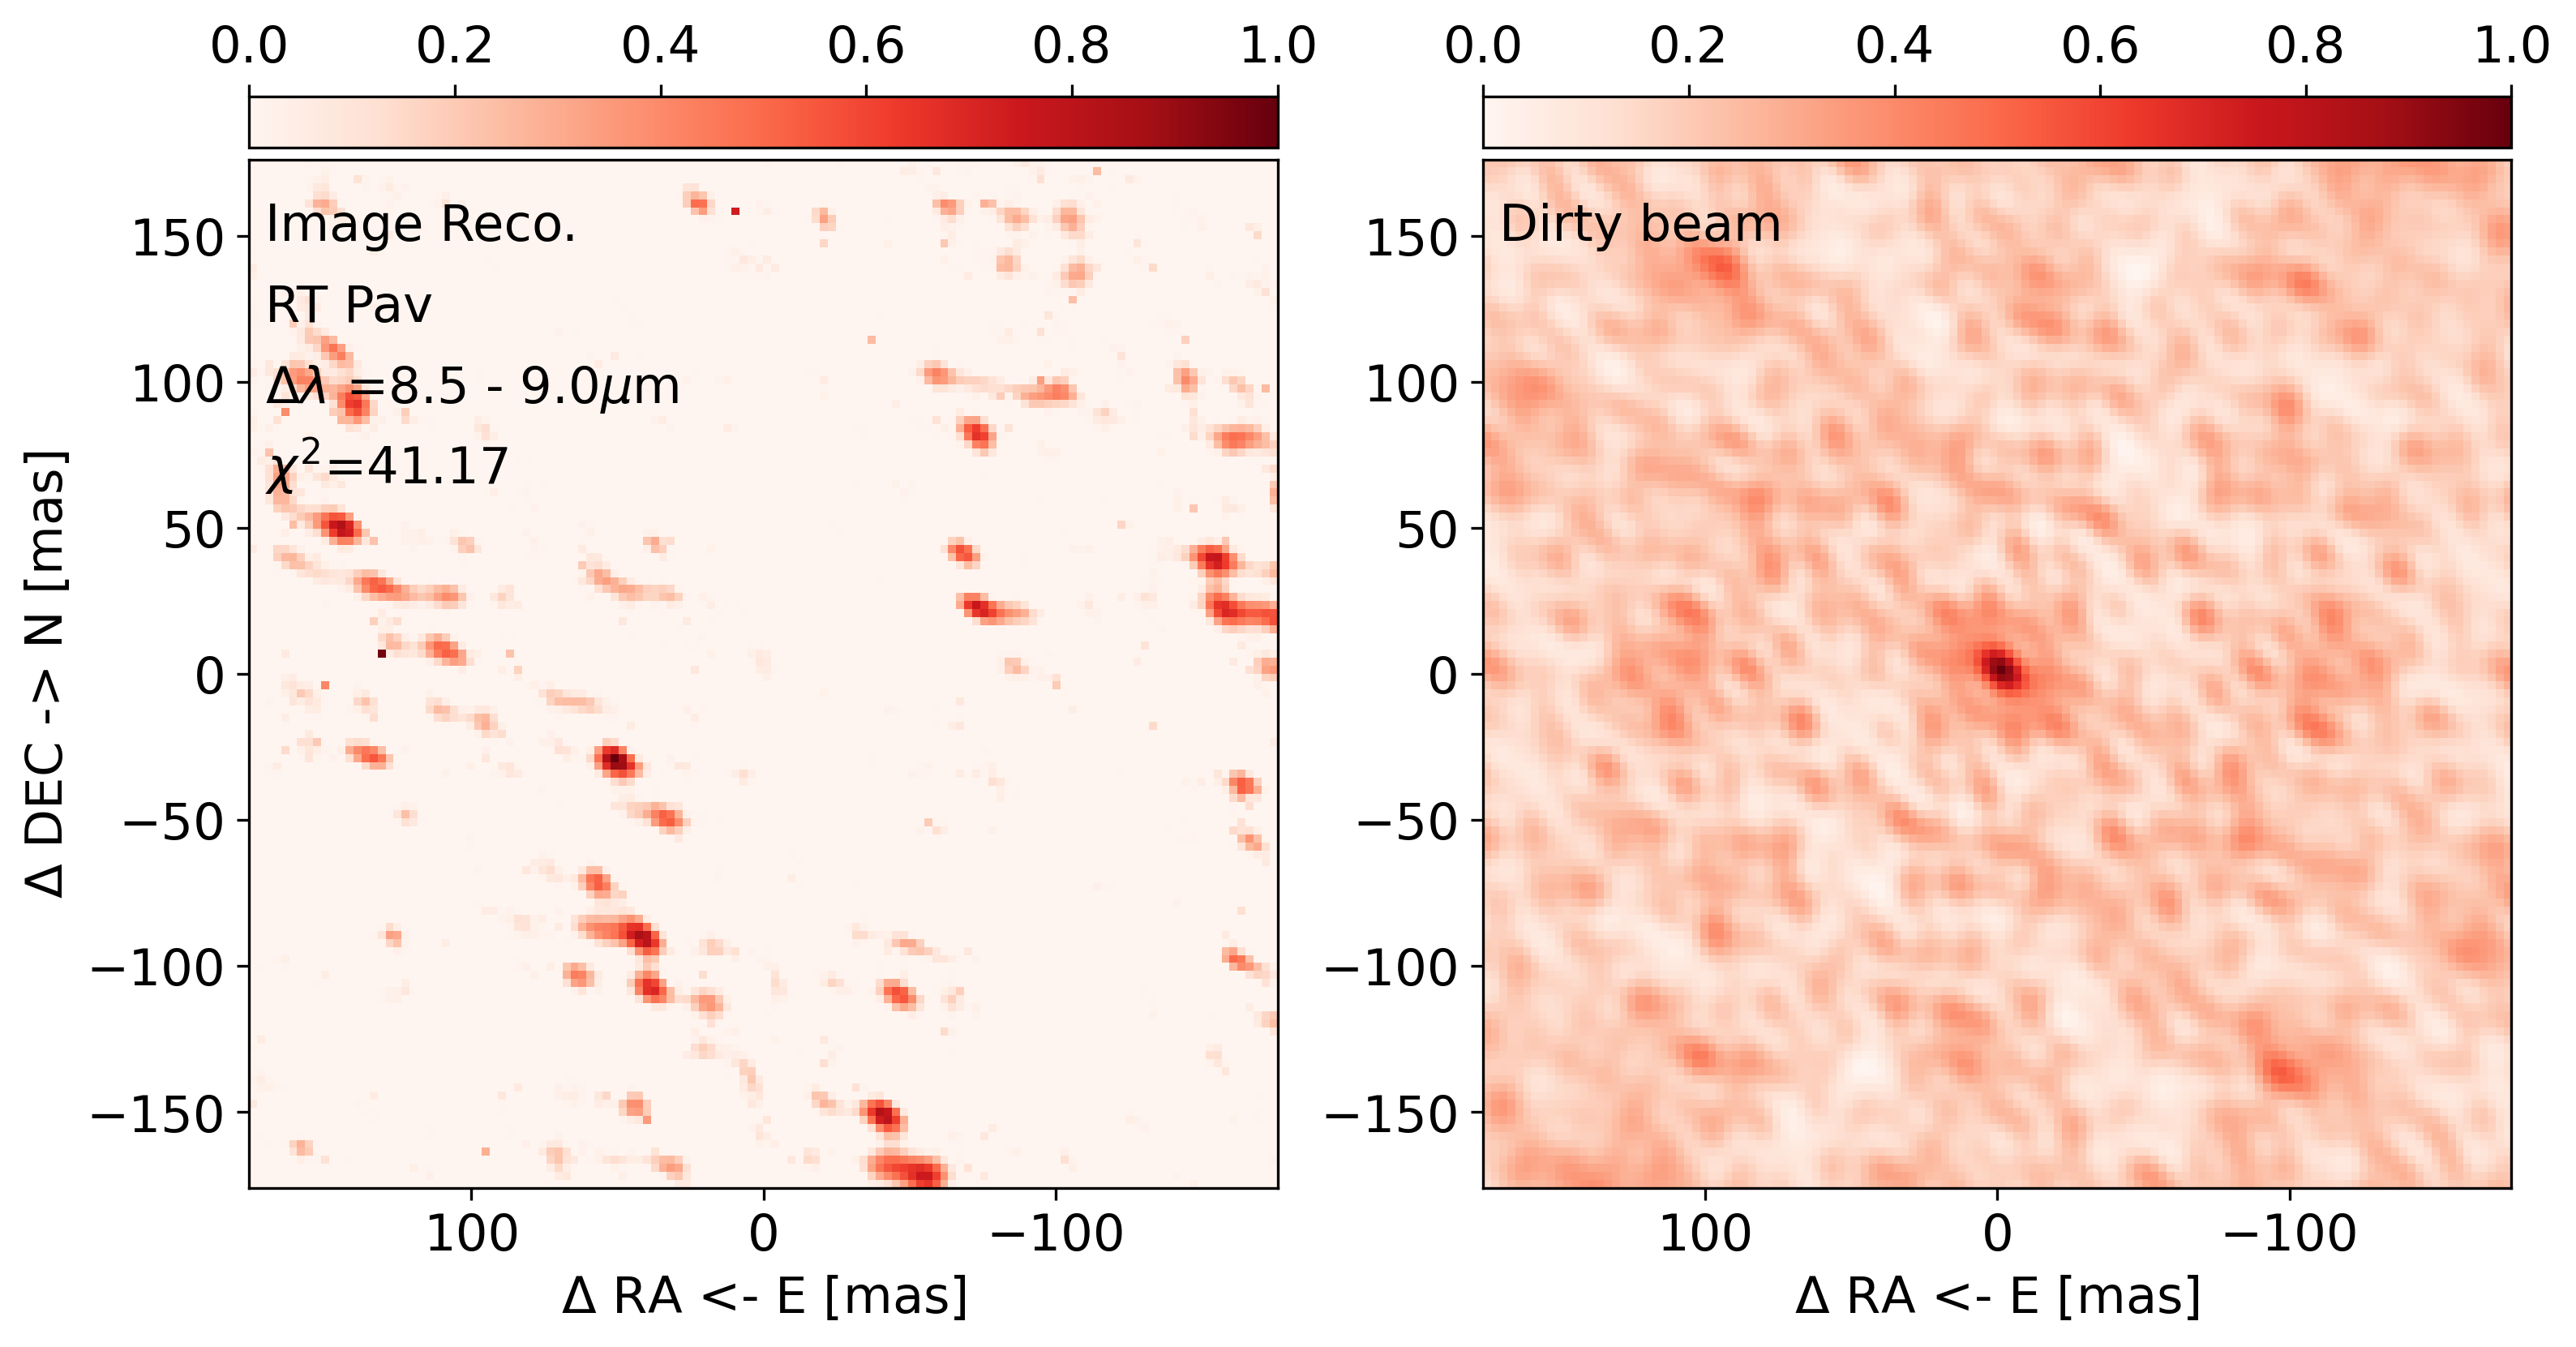 0.0 0.2 0.4 0.6 0.8 1.0
0.0 0.2 0.4 0.6 0.8 1.0
Image Reco.
RT Pav
Δλ =8.5 - 9.0μm
χ²=41.17
150
100
50
0
−50
−100
−150
Δ DEC -> N [mas]
100 0 −100
Δ RA <- E [mas]
Dirty beam
150
100
50
0
−50
−100
−150
100 0 −100
Δ RA <- E [mas]